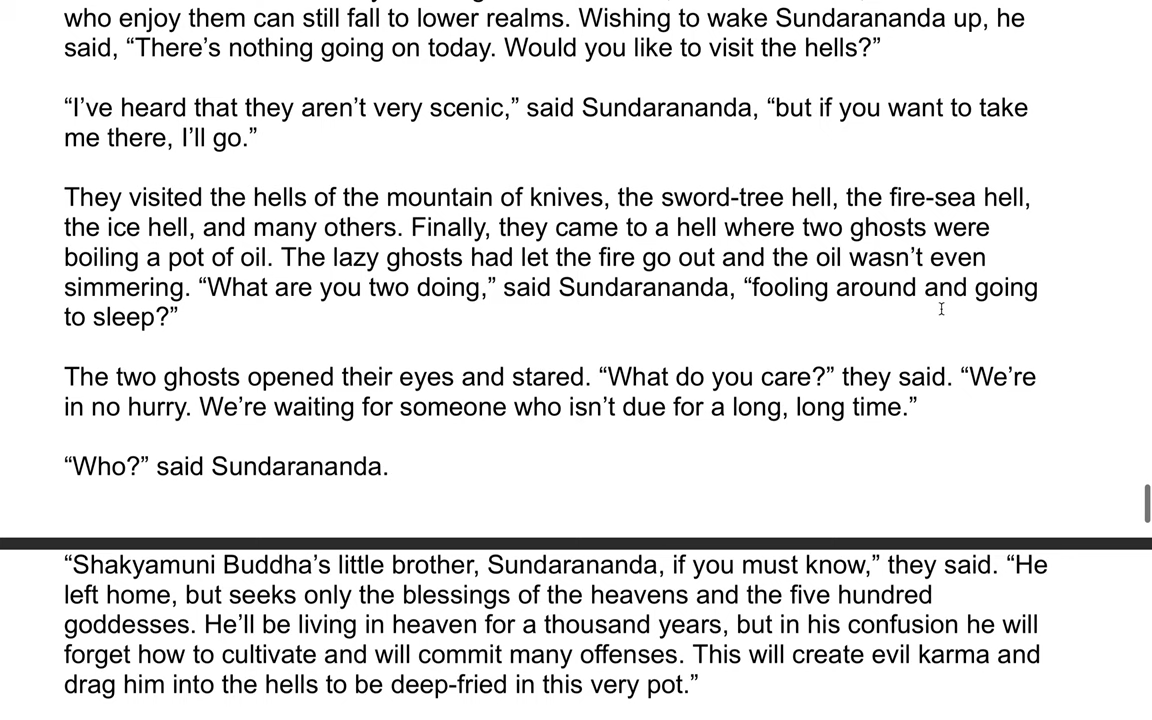 who enjoy them can still fall to lower realms. Wishing to wake Sundarananda up, he
said, “There’s nothing going on today. Would you like to visit the hells?”
“I’ve heard that they aren’t very scenic,” said Sundarananda, “but if you want to take
me there, I’ll go.”
They visited the hells of the mountain of knives, the sword-tree hell, the fire-sea hell,
the ice hell, and many others. Finally, they came to a hell where two ghosts were
boiling a pot of oil. The lazy ghosts had let the fire go out and the oil wasn’t even
simmering. “What are you two doing,” said Sundarananda, “fooling around and going
to sleep?”
The two ghosts opened their eyes and stared. “What do you care?” they said. “We’re
in no hurry. We’re waiting for someone who isn’t due for a long, long time.”
“Who?” said Sundarananda.
“Shakyamuni Buddha’s little brother, Sundarananda, if you must know,” they said. “He
left home, but seeks only the blessings of the heavens and the five hundred
goddesses. He’ll be living in heaven for a thousand years, but in his confusion he will
forget how to cultivate and will commit many offenses. This will create evil karma and
drag him into the hells to be deep-fried in this very pot.”